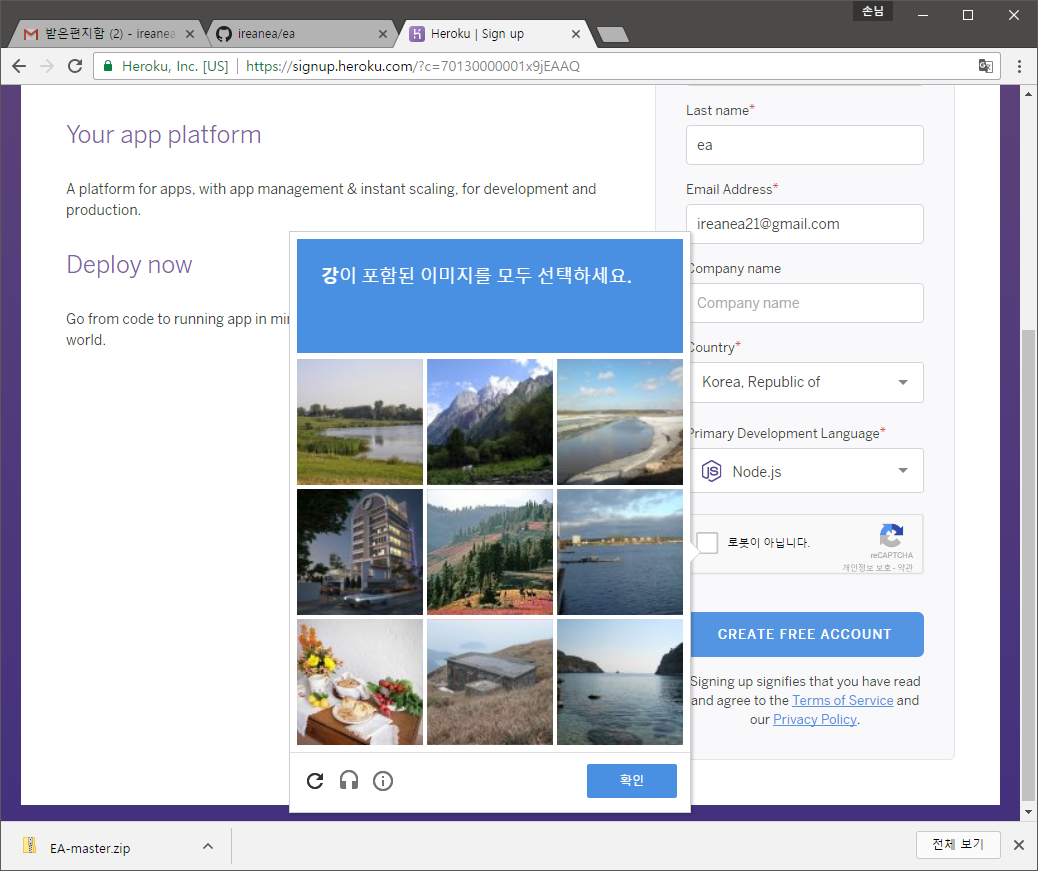 손님
받은편지함 (2) - ireanea
ireanea/ea
Heroku | Sign up
Heroku, Inc. [US]
https://signup.heroku.com/?c=70130000001x9jEAAQ
Your app platform
A platform for apps, with app management & instant scaling, for development and
production.
Deploy now
Go from code to running app in min
world.
Last name*
ea
Email Address*
ireanea21@gmail.com
Company name
Company name
Country*
Korea, Republic of
Primary Development Language*
Node.js
로봇이 아닙니다.
reCAPTCHA
개인정보 보호 - 약관
CREATE FREE ACCOUNT
Signing up signifies that you have read
and agree to the Terms of Service and
our Privacy Policy.
강이 포함된 이미지를 모두 선택하세요.
확인
EA-master.zip
전체 보기